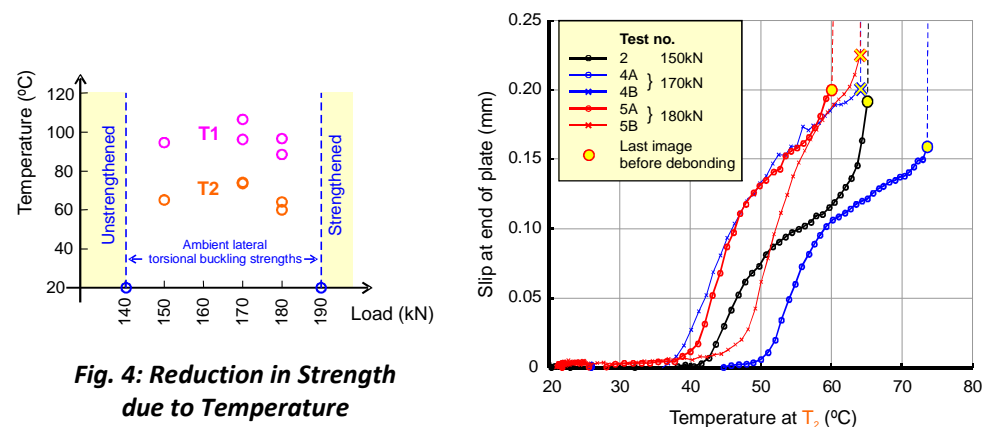 Temperature (ºC)
120
100
80
60
40
20
Unstrengthened
T1
T2
Strengthened
Ambient lateral
torsional buckling strengths
140
150
160
170
180
190
Load (kN)
Fig. 4: Reduction in Strength
due to Temperature
Slip at end of plate (mm)
0.25
0.20
0.15
0.10
0.05
0
Test no.
2 150kN
4A
4B
} 170kN
5A
5B
} 180kN
Last image
before debonding
20 30 40 50 60 70 80
Temperature at T2 (ºC)